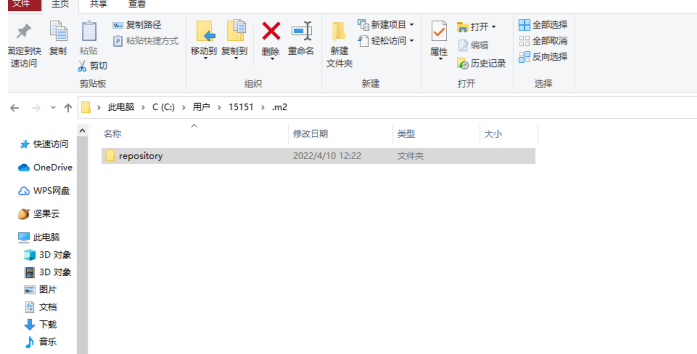 文件 主页 共享 查看
固定到快速访问
复制
粘贴
复制路径
粘贴快捷方式
剪切
剪贴板
移动到
复制到
删除
重命名
组织
新建文件夹
新建项目
轻松访问
新建
属性
打开
编辑
历史记录
打开
全部选择
全部取消
反向选择
选择
此电脑 > C (C:) > 用户 > 15151 > .m2
名称 修改日期 类型 大小
repository 2022/4/10 12:22 文件夹
快速访问
OneDrive
WPS网盘
坚果云
此电脑
3D 对象
3D 对象
图片
文档
下载
音乐